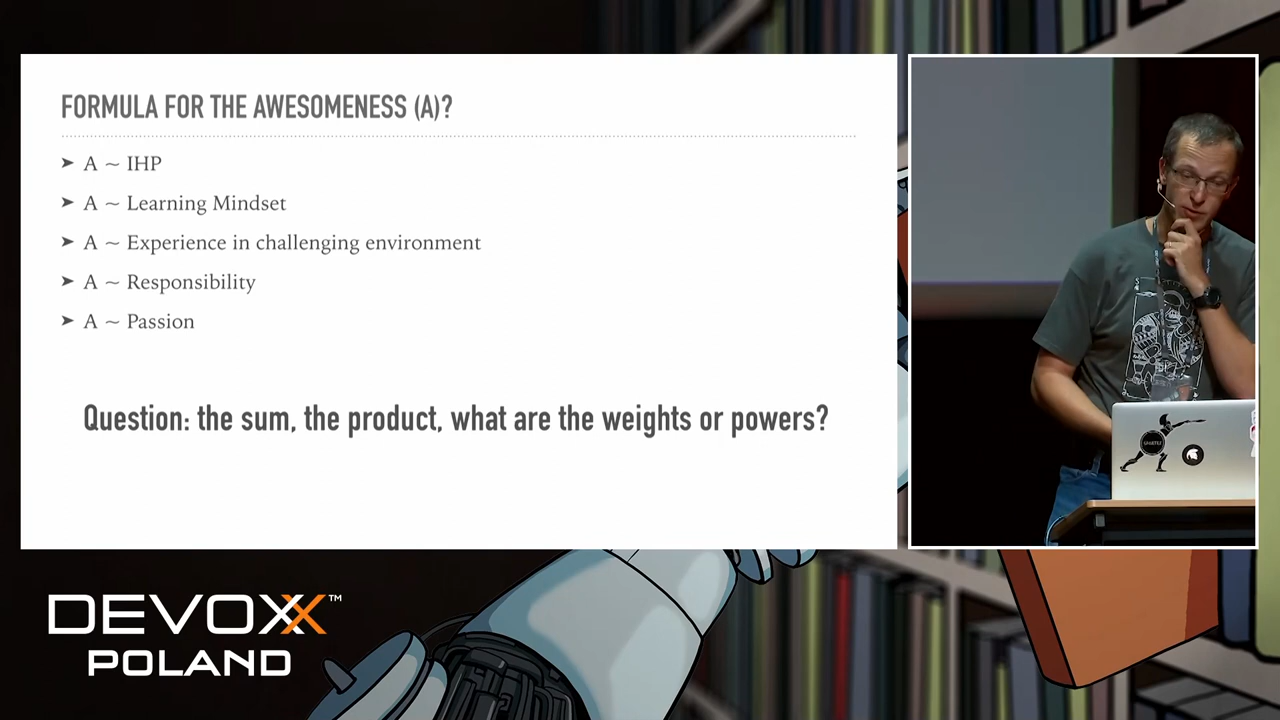 FORMULA FOR THE AWESOMENESS (A)?
➤ A ~ IHP
➤ A ~ Learning Mindset
➤ A ~ Experience in challenging environment
➤ A ~ Responsibility
➤ A ~ Passion
Question: the sum, the product, what are the weights or powers?
DEVOXX™
POLAND